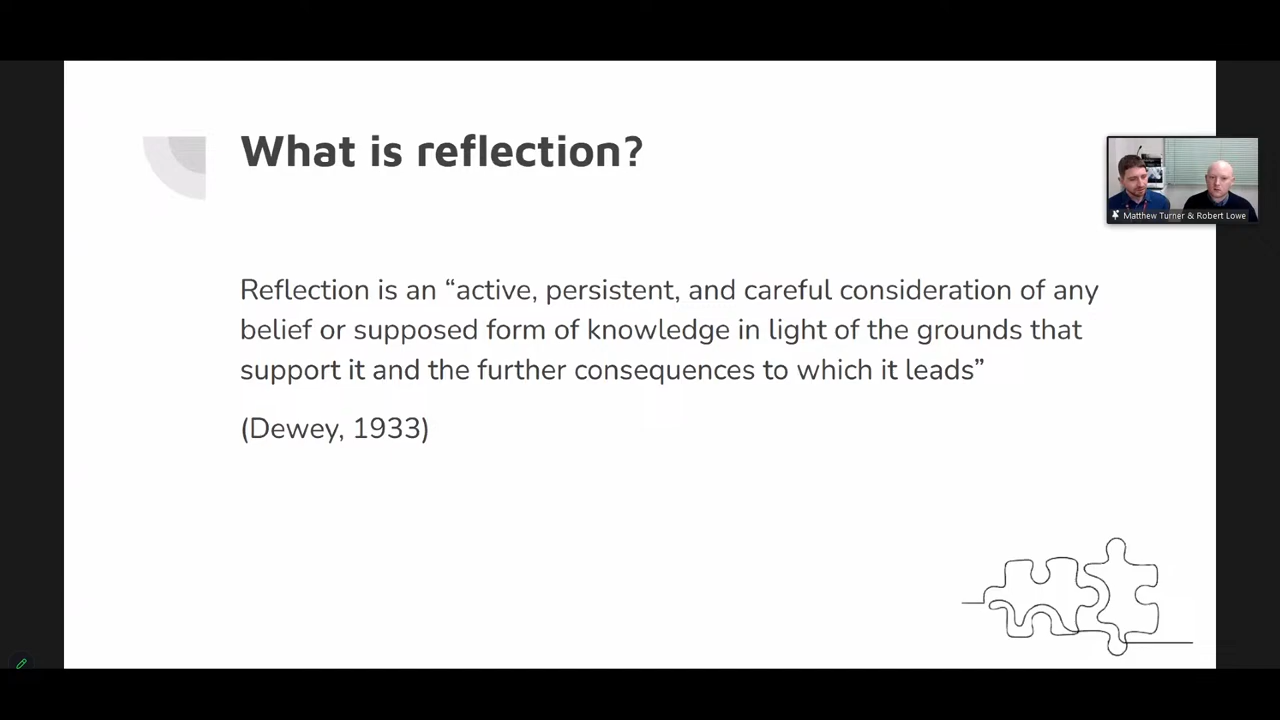 What is reflection?
Matthew Turner & Robert Lowe
Reflection is an “active, persistent, and careful consideration of any
belief or supposed form of knowledge in light of the grounds that
support it and the further consequences to which it leads”
(Dewey, 1933)